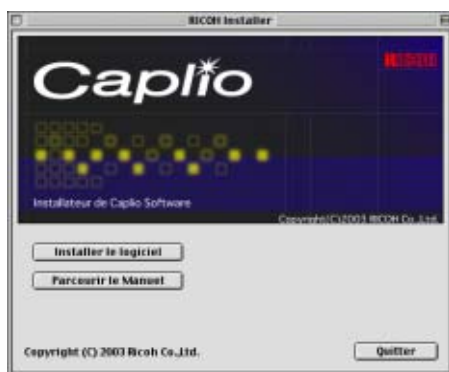 RICOH Installer
Caplio
RICOH
Installateur de Caplio Software
Copyright(C)2003 RICOH Co.,Ltd.
Installer le logiciel
Parcourir le Manuel
Copyright (C) 2003 Ricoh Co.,Ltd.
Quitter